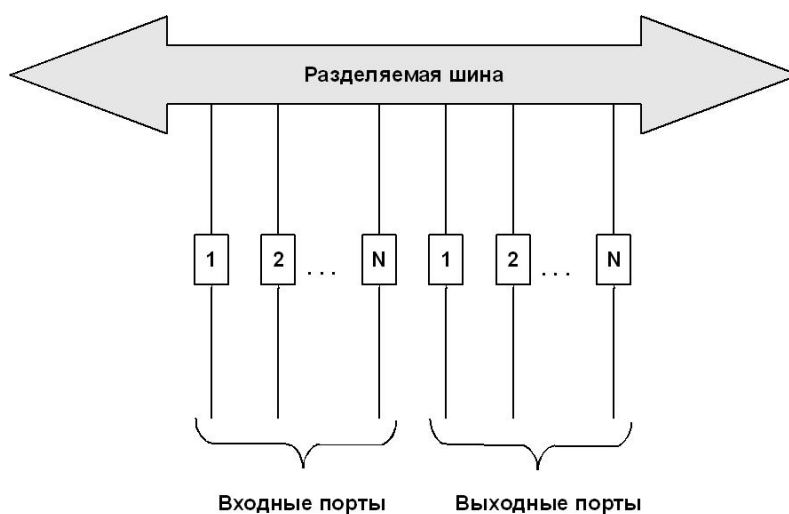 Разделяемая шина
1 2 ... N 1 2 ... N
Входные порты Выходные порты